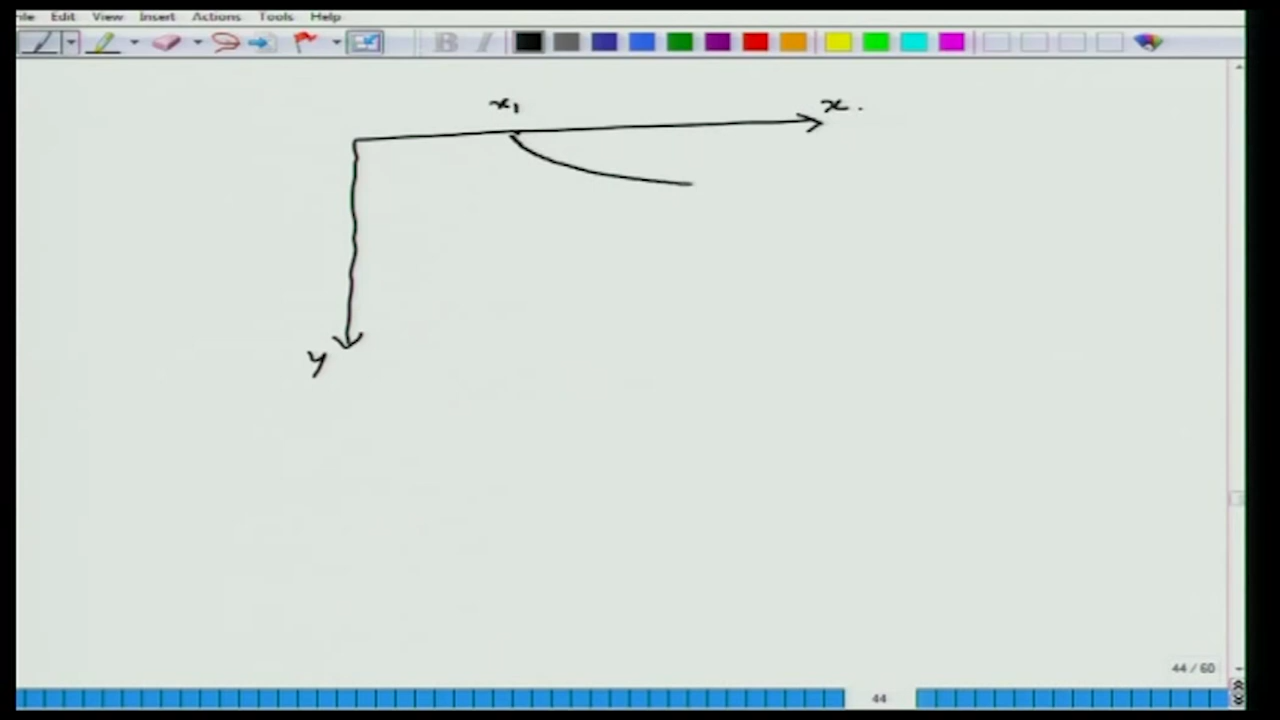 File Edit View Insert Actions Tools Help
B I
x₁ x.
y
44 / 60
44